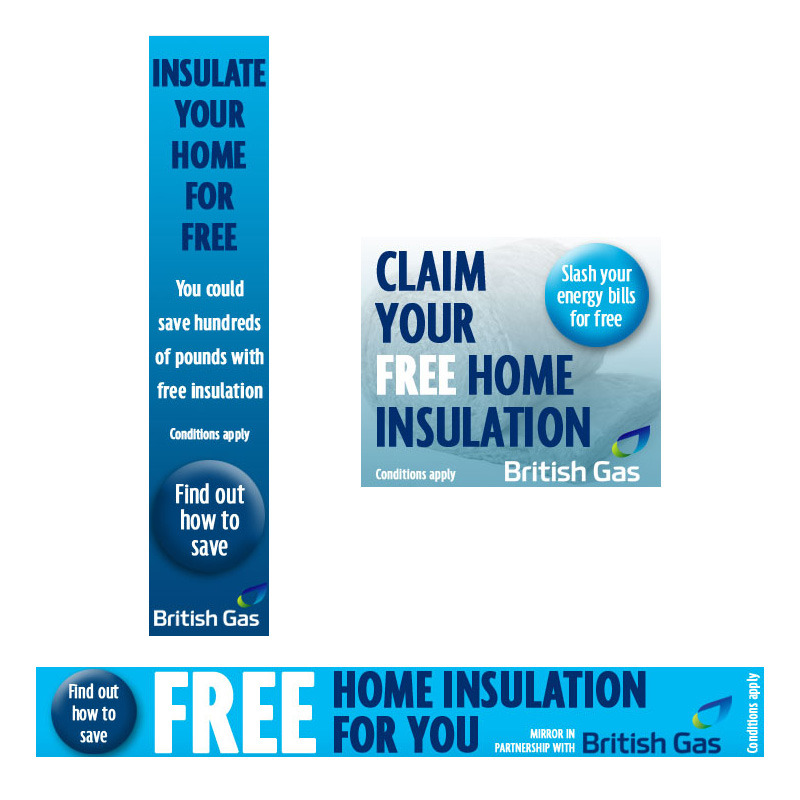 INSULATE
YOUR
HOME
FOR
FREE
You could
save hundreds
of pounds with
free insulation
Conditions apply
Find out
how to
save
British Gas
CLAIM
YOUR
FREE HOME
INSULATION
Slash your
energy bills
for free
Conditions apply
British Gas
Find out
how to
save
FREE
HOME INSULATION
FOR YOU
MIRROR IN
PARTNERSHIP WITH
British Gas
Conditions apply